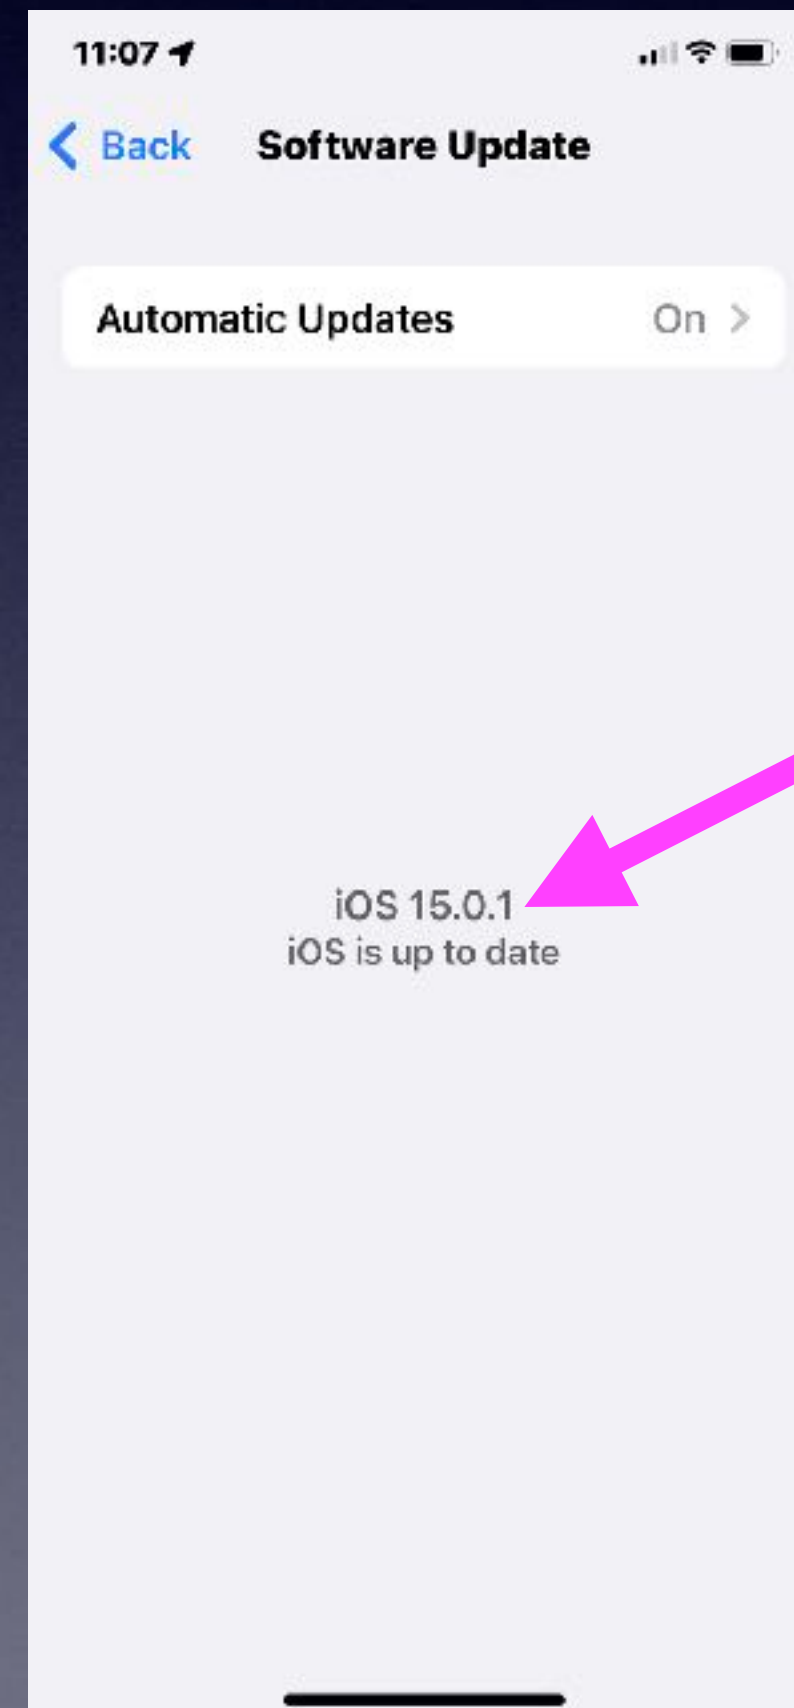 11:07
Back Software Update
Automatic Updates On
iOS 15.0.1
iOS is up to date